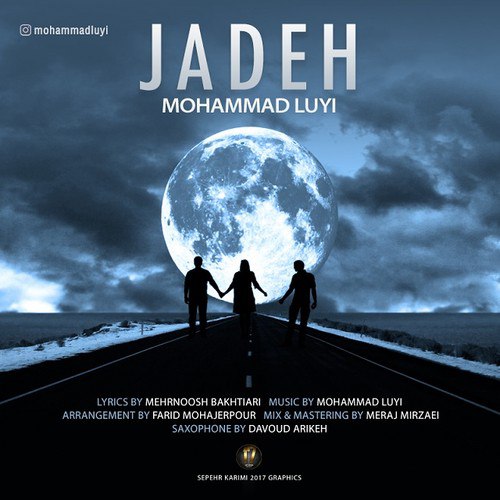 mohammadluyi
JADEH
MOHAMMAD LUYI
LYRICS BY MEHRNOOSH BAKHTIARI MUSIC BY MOHAMMAD LUYI
ARRANGEMENT BY FARID MOHAJERPOUR MIX & MASTERING BY MERAJ MIRZAEI
SAXOPHONE BY DAVOUD ARIKEH
SEPEHR KARIMI 2017 GRAPHICS